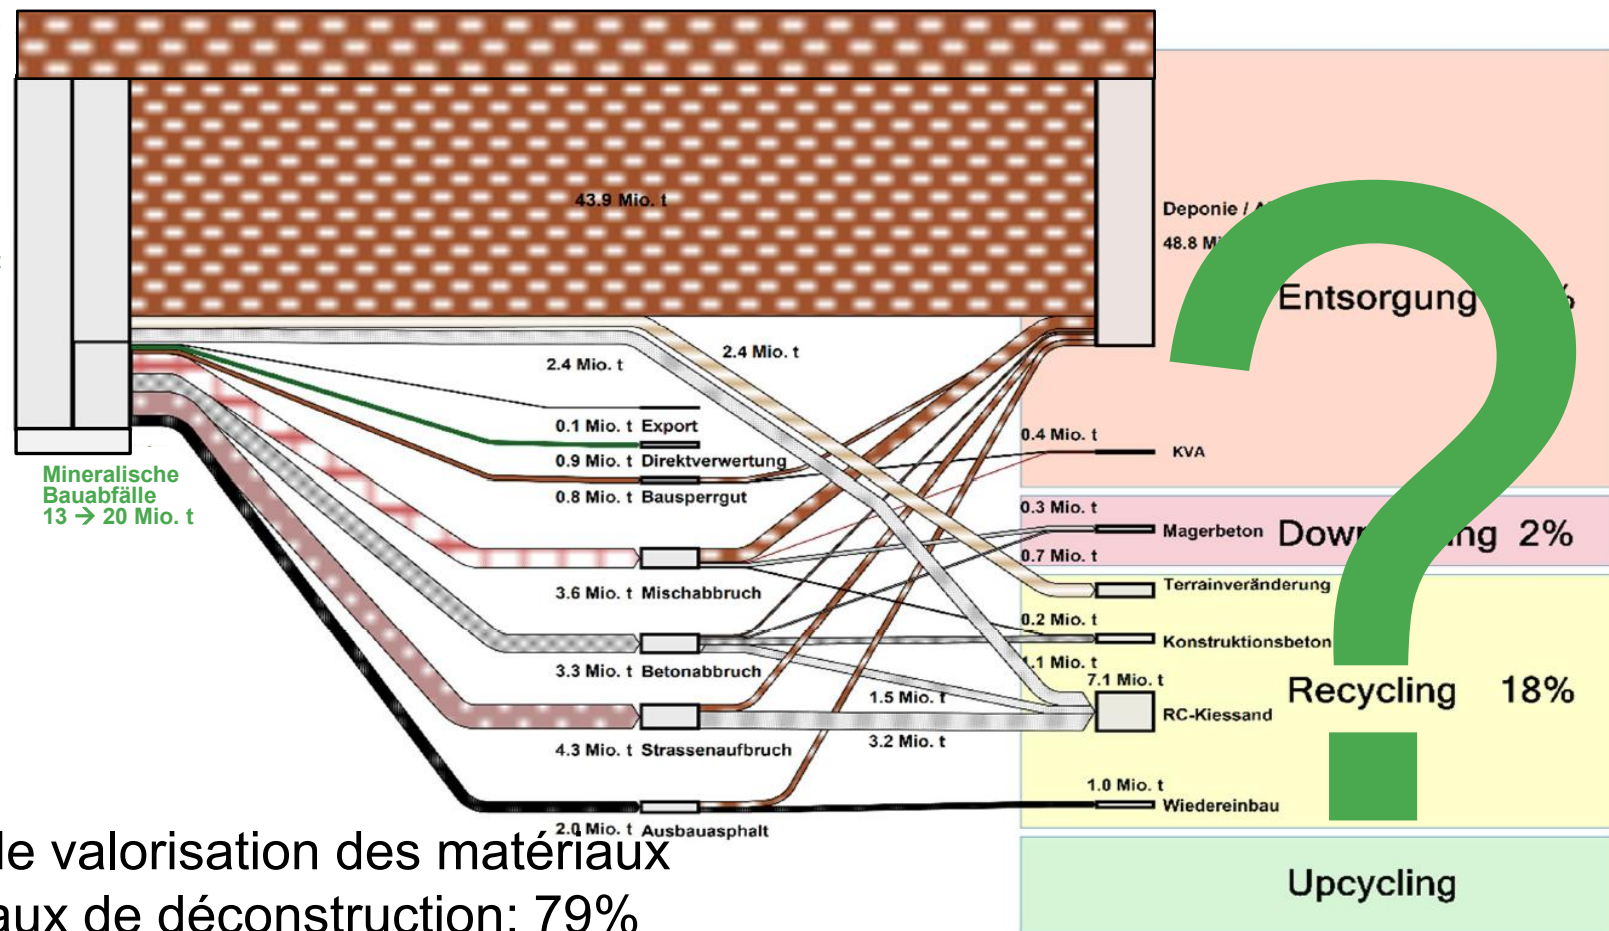 43.9 Mio. t
Deponie /
48.8
Entsorgung
2.4 Mio. t
2.4 Mio. t
0.1 Mio. t Export
0.9 Mio. t Direktverwertung
0.8 Mio. t Bausperrgut
0.4 Mio. t
KVA
Mineralische
Bauabfälle
13 → 20 Mio. t
0.3 Mio. t
Magerbeton
2%
0.7 Mio. t
Terrainveränderung
3.6 Mio. t Mischabbruch
0.2 Mio. t
Konstruktionsbeton
3.3 Mio. t Betonabbruch
.1 Mio. t
7.1 Mio. t
1.5 Mio. t
Recycling 18%
RC-Kiessand
3.2 Mio. t
4.3 Mio. t Strassenaufbruch
1.0 Mio. t
Wiedereinbau
2.0 Mio. t Ausbauasphalt
de valorisation des matériaux
aux de déconstruction: 79%
Upcycling
?